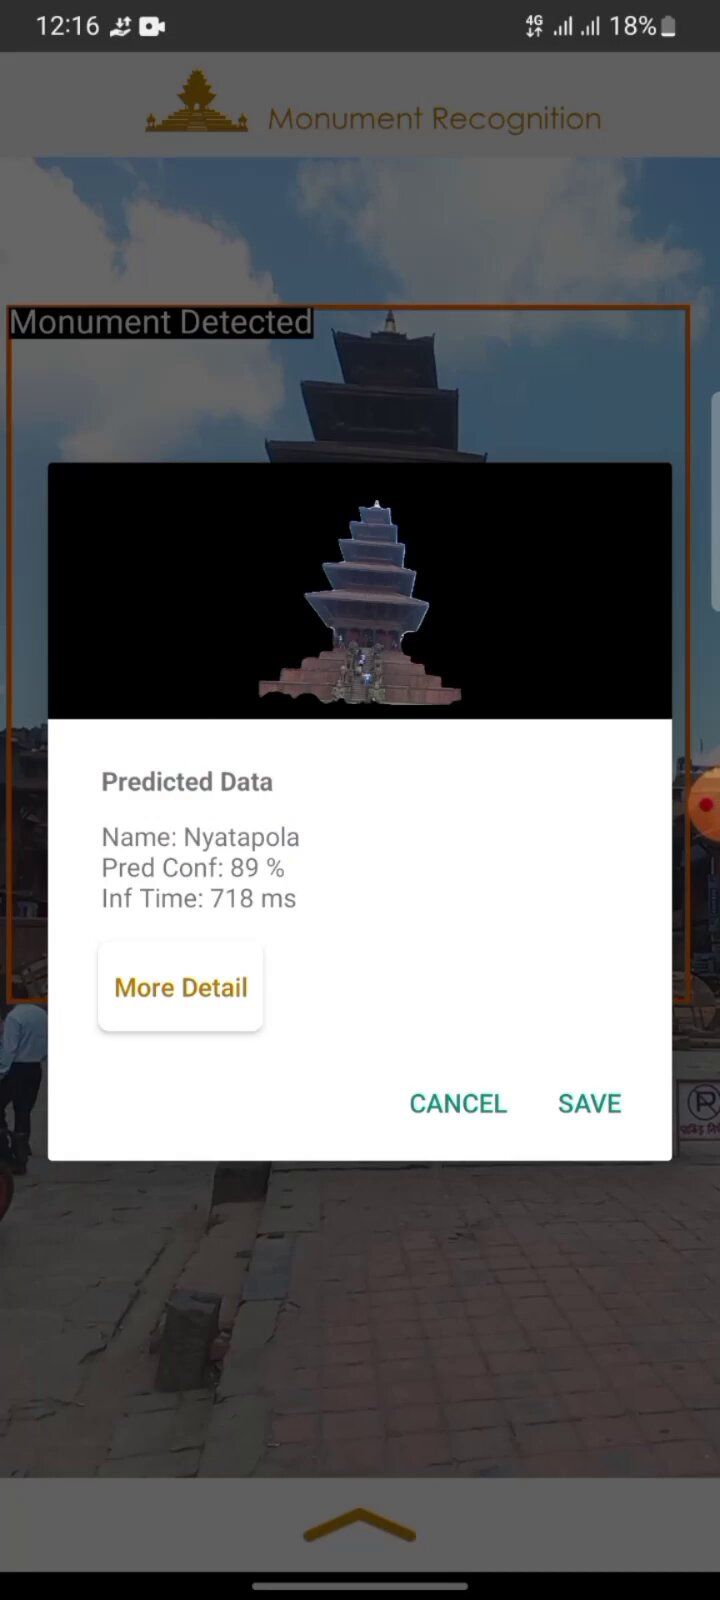 12:16 4G 18%
Monument Recognition
Monument Detected
Predicted Data
Name: Nyatapola
Pred Conf: 89 %
Inf Time: 718 ms
More Detail
CANCEL SAVE
P